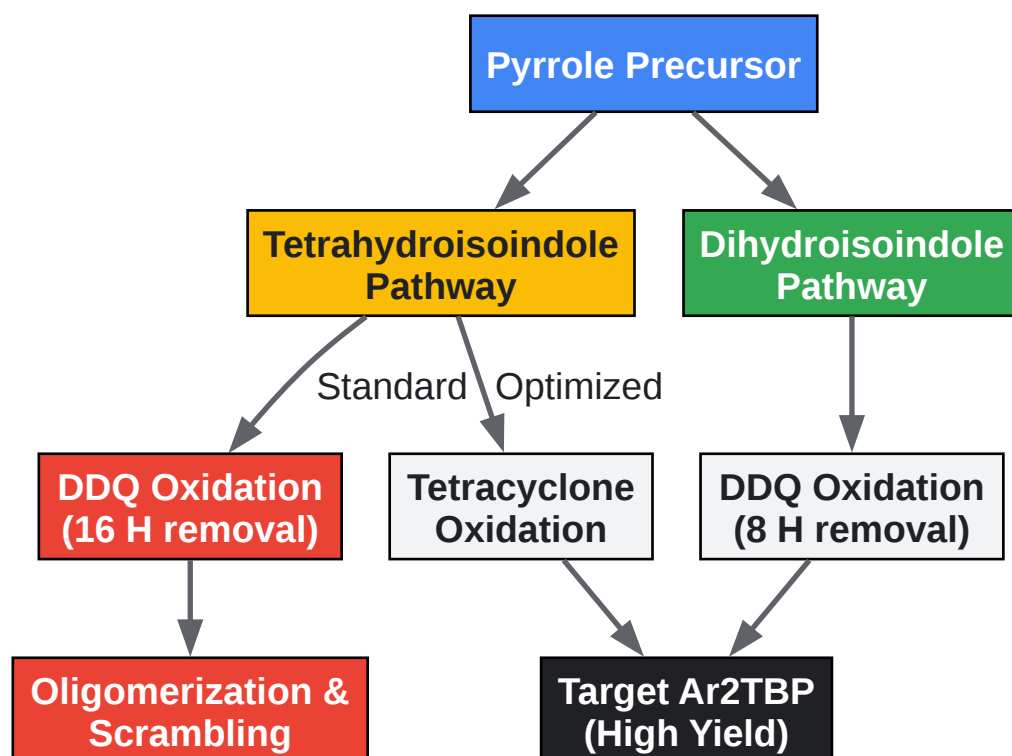 Pyrrole Precursor
Tetrahydroisoindole
Pathway
Dihydroisoindole
Pathway
Standard
Optimized
DDQ Oxidation
(16 H removal)
Tetracyclone
Oxidation
DDQ Oxidation
(8 H removal)
Oligomerization &
Scrambling
Target Ar2TBP
(High Yield)